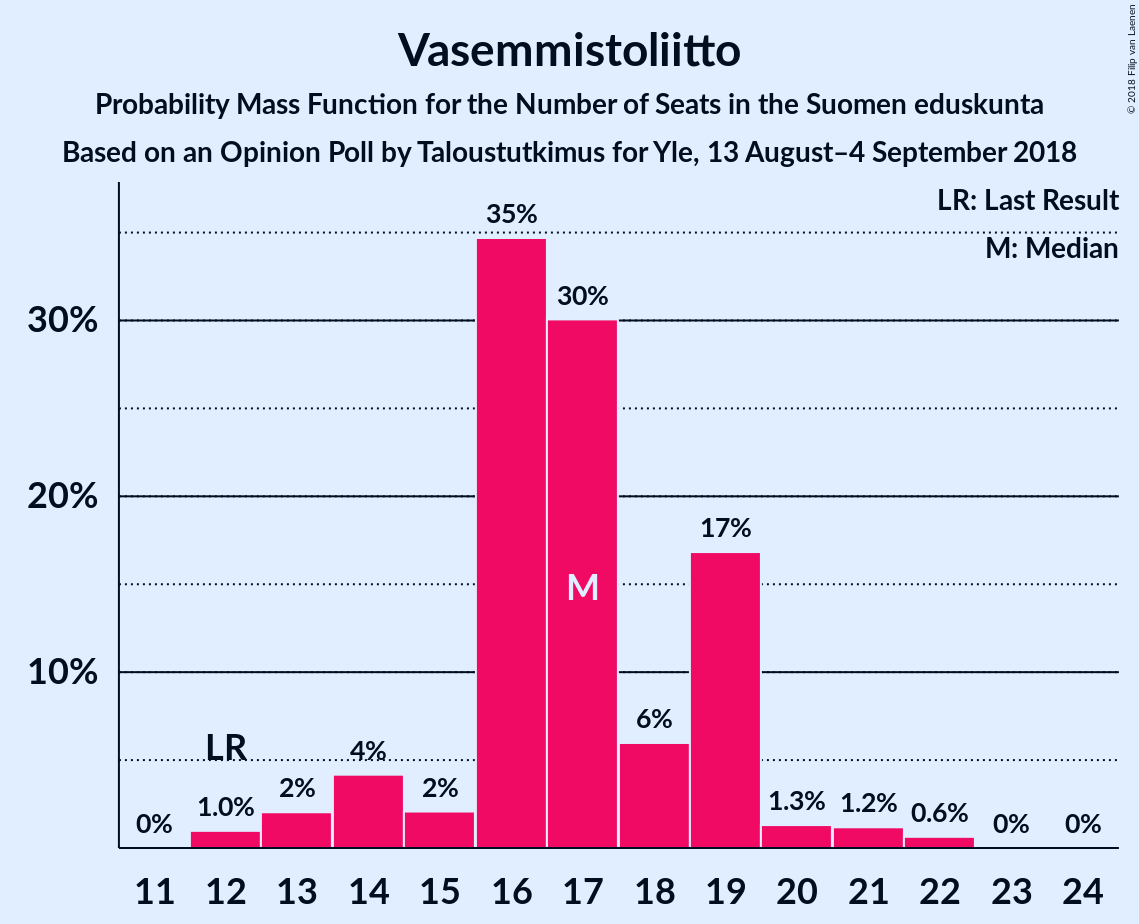 Vasemmistoliitto
Probability Mass Function for the Number of Seats in the Suomen eduskunta
Based on an Opinion Poll by Taloustutkimus for Yle, 13 August–4 September 2018
© 2018 Filip van Laenen
LR: Last Result
M: Median
30%
20%
10%
0%
LR
1.0%
2%
4%
2%
35%
30%
M
6%
17%
1.3%
1.2%
0.6%
0%
0%
11 12 13 14 15 16 17 18 19 20 21 22 23 24